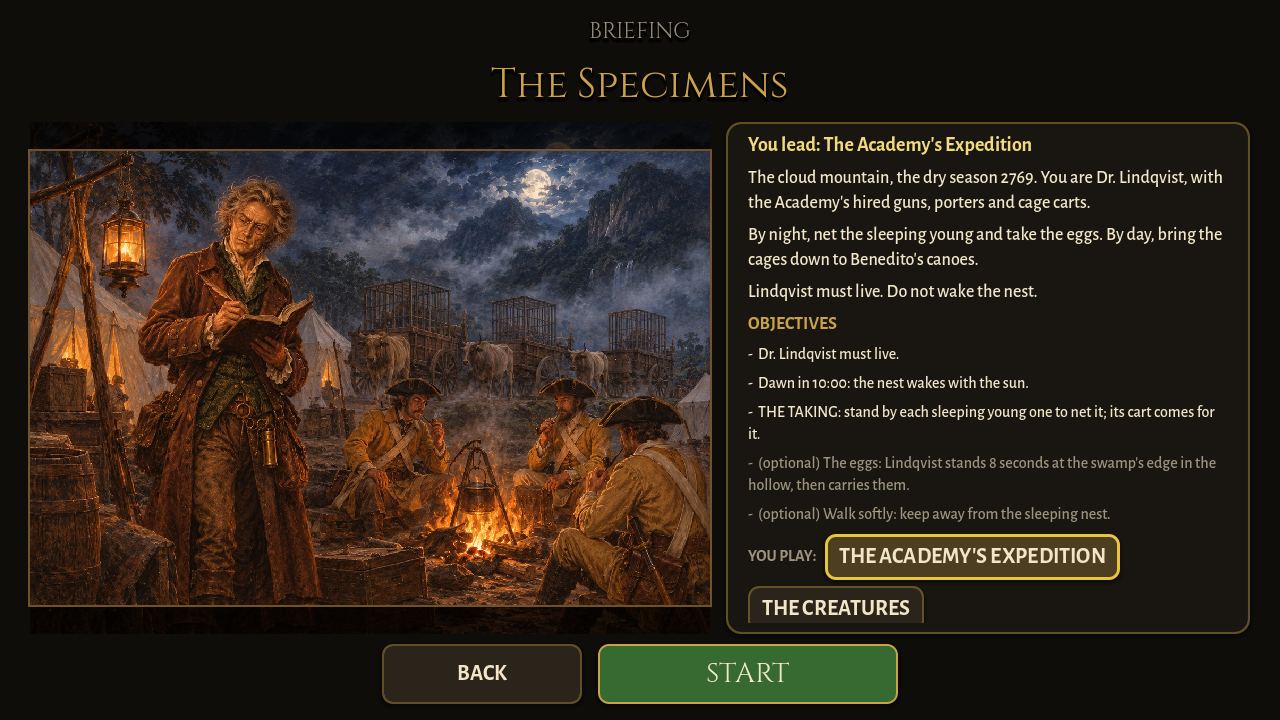 BRIEFING
The Specimens
You lead: The Academy's Expedition
The cloud mountain, the dry season 2769. You are Dr. Lindqvist, with
the Academy's hired guns, porters and cage carts.
By night, net the sleeping young and take the eggs. By day, bring the
cages down to Benedito's canoes.
Lindqvist must live. Do not wake the nest.
OBJECTIVES
- Dr. Lindqvist must live.
- Dawn in 10:00: the nest wakes with the sun.
- THE TAKING: stand by each sleeping young one to net it; its cart comes for
it.
- (optional) The eggs: Lindqvist stands 8 seconds at the swamp's edge in the
hollow, then carries them.
- (optional) Walk softly: keep away from the sleeping nest.
YOU PLAY: THE ACADEMY'S EXPEDITION
THE CREATURES
BACK START